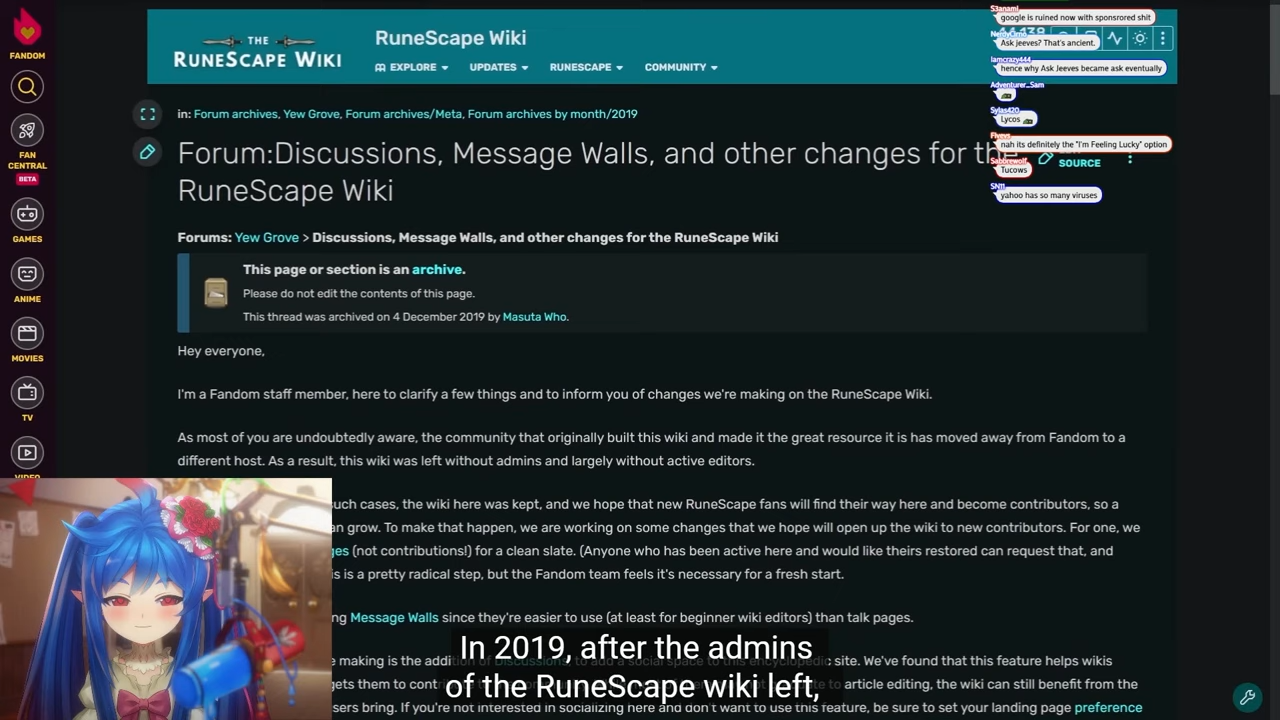 FANDOM
FAN
CENTRAL
BETA
GAMES
ANIME
MOVIES
TV
VIDEO
THE
RUNESCAPE WIKI
RuneScape Wiki
EXPLORE
UPDATES
RUNESCAPE
COMMUNITY
in: Forum archives, Yew Grove, Forum archives/Meta, Forum archives by month/2019
Forum:Discussions, Message Walls, and other changes for the
RuneScape Wiki
SOURCE
Forums: Yew Grove > Discussions, Message Walls, and other changes for the RuneScape Wiki
This page or section is an archive.
Please do not edit the contents of this page.
This thread was archived on 4 December 2019 by Masuta Who.
Hey everyone,
I'm a Fandom staff member, here to clarify a few things and to inform you of changes we're making on the RuneScape Wiki.
As most of you are undoubtedly aware, the community that originally built this wiki and made it the great resource it is has moved away from Fandom to a
different host. As a result, this wiki was left without admins and largely without active editors.
such cases, the wiki here was kept, and we hope that new RuneScape fans will find their way here and become contributors, so a
an grow. To make that happen, we are working on some changes that we hope will open up the wiki to new contributors. For one, we
ges (not contributions!) for a clean slate. (Anyone who has been active here and would like theirs restored can request that, and
is is a pretty radical step, but the Fandom team feels it's necessary for a fresh start.
ng Message Walls since they're easier to use (at least for beginner wiki editors) than talk pages.
e making is the addition of Discussions, to add a social space to this encyclopedic site. We've found that this feature helps wikis
gets them to to article editing, the wiki can still benefit from the
sers bring. If you're not interested in socializing here and don't want to use this feature, be sure to set your landing page preference
In 2019, after the admins
of the RuneScape wiki left,
S3anam!
google is ruined now with sponsrored shit
Ask jeeves? That's ancient.
Iamcrazy444
hence why Ask Jeeves became ask eventually
Adventurer_Sam
Sylas420
Lycos
nah its definitely the "I'm Feeling Lucky" option
Sabbrewolf
Tucows
SN11
yahoo has so many viruses